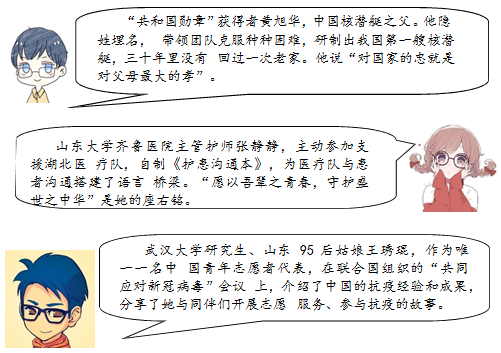 “共和国勋章”获得者黄旭华，中国核潜艇之父。他隐
姓埋名， 带领团队克服种种困难，研制出我国第一艘核潜
艇，三十年里没有 回过一次老家。他说“对国家的忠就是
对父母最大的孝”。
山东大学齐鲁医院主管护师张静静，主动参加支
援湖北医 疗队，自制《护患沟通本》，为医疗队与患
者沟通搭建了语言 桥梁。“愿以吾辈之青春，守护盛
世之中华”是她的座右铭。
武汉大学研究生、山东 95 后姑娘王琇琨，作为唯
一一名中 国青年志愿者代表，在联合国组织的“共同
应对新冠病毒”会议 上，介绍了中国的抗疫经验和成果，
分享了她与同伴们开展志愿 服务、参与抗疫的故事。